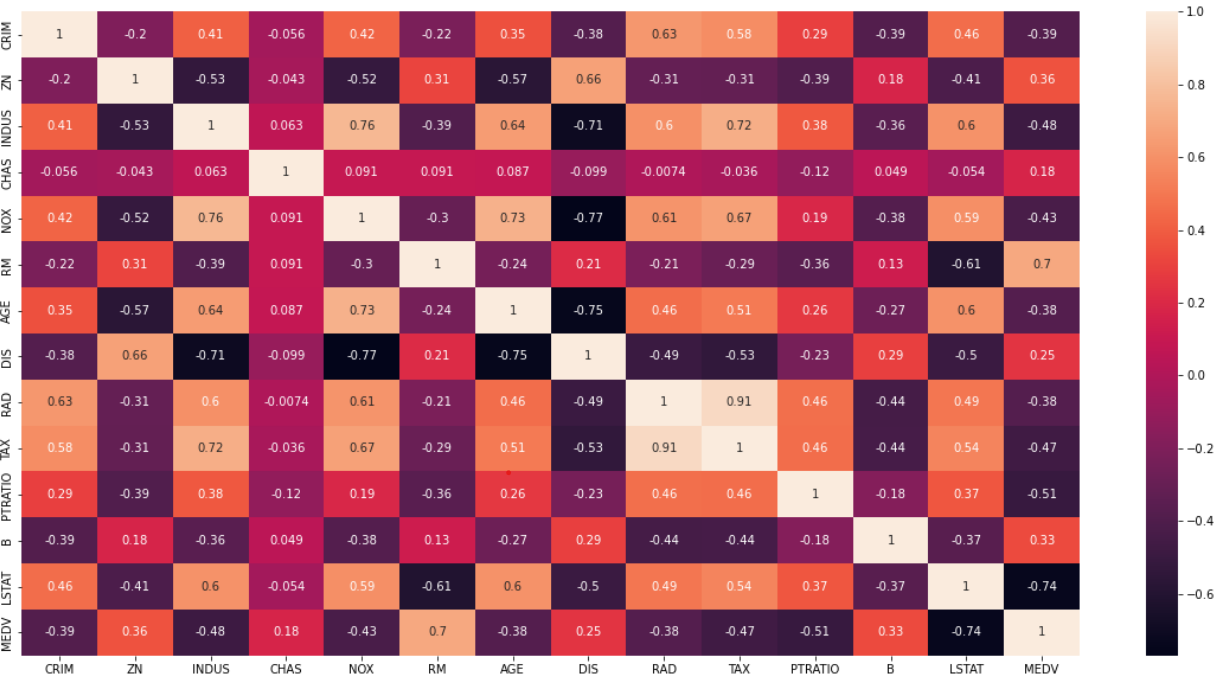 CRIM 1 -0.2 0.41 -0.056 0.42 -0.22 0.35 -0.38 0.63 0.58 0.29 -0.39 0.46 -0.39
ZN -0.2 1 -0.53 -0.043 -0.52 0.31 -0.57 0.66 -0.31 -0.31 -0.39 0.18 -0.41 0.36
INDUS 0.41 -0.53 1 0.063 0.76 -0.39 0.64 -0.71 0.6 0.72 0.38 -0.36 0.6 -0.48
CHAS -0.056 -0.043 0.063 1 0.091 0.091 0.087 -0.099 -0.0074 -0.036 -0.12 0.049 -0.054 0.18
NOX 0.42 -0.52 0.76 0.091 1 -0.3 0.73 -0.77 0.61 0.67 0.19 -0.38 0.59 -0.43
RM -0.22 0.31 -0.39 0.091 -0.3 1 -0.24 0.21 -0.21 -0.29 -0.36 0.13 -0.61 0.7
AGE 0.35 -0.57 0.64 0.087 0.73 -0.24 1 -0.75 0.46 0.51 0.26 -0.27 0.6 -0.38
DIS -0.38 0.66 -0.71 -0.099 -0.77 0.21 -0.75 1 -0.49 -0.53 -0.23 0.29 -0.5 0.25
RAD 0.63 -0.31 0.6 -0.0074 0.61 -0.21 0.46 -0.49 1 0.91 0.46 -0.44 0.49 -0.38
TAX 0.58 -0.31 0.72 -0.036 0.67 -0.29 0.51 -0.53 0.91 1 0.46 -0.44 0.54 -0.47
PTRATIO 0.29 -0.39 0.38 -0.12 0.19 -0.36 0.26 -0.23 0.46 0.46 1 -0.18 0.37 -0.51
B -0.39 0.18 -0.36 0.049 -0.38 0.13 -0.27 0.29 -0.44 -0.44 -0.18 1 -0.37 0.33
LSTAT 0.46 -0.41 0.6 -0.054 0.59 -0.61 0.6 -0.5 0.49 0.54 0.37 -0.37 1 -0.74
MEDV -0.39 0.36 -0.48 0.18 -0.43 0.7 -0.38 0.25 -0.38 -0.47 -0.51 0.33 -0.74 1
CRIM ZN INDUS CHAS NOX RM AGE DIS RAD TAX PTRATIO B LSTAT MEDV
1.0
0.8
0.6
0.4
0.2
0.0
−0.2
−0.4
−0.6